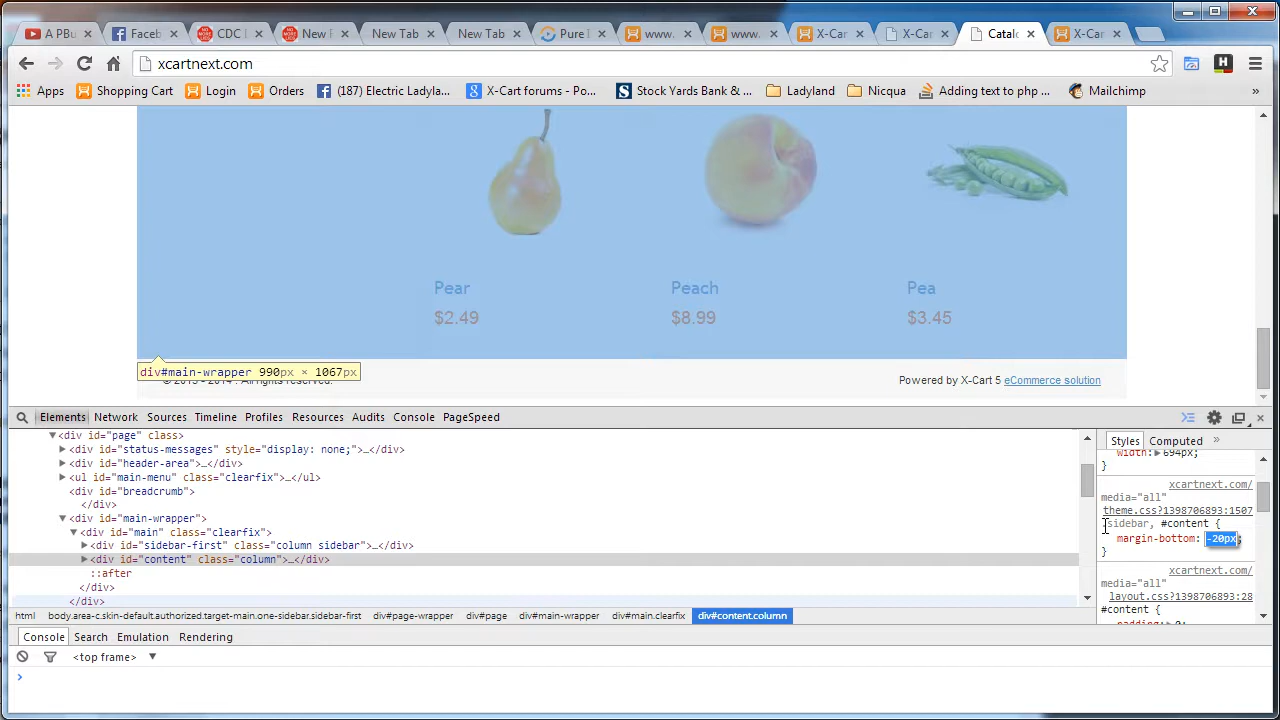 A PBu
Faceb
CDC I
New F
New Tab
New Tab
Pure I
www.
www.
X-Car
X-Car
Catalo
X-Car
xcartnext.com
Apps
Shopping Cart
Login
Orders
(187) Electric Ladyla...
X-Cart forums - Po...
Stock Yards Bank &...
Ladyland
Nicqua
Adding text to php ...
Mailchimp
»
Pear
Peach
Pea
$2.49
$8.99
$3.45
div#main-wrapper 990px × 1067px
© 2013 - 2014 . All rights reserved.
Powered by X-Cart 5 eCommerce solution
Elements Network Sources Timeline Profiles Resources Audits Console PageSpeed
<div id="page" class>
<div id="status-messages" style="display: none;">…</div>
<div id="header-area">…</div>
<ul id="main-menu" class="clearfix">…</ul>
<div id="breadcrumb">
</div>
<div id="main-wrapper">
<div id="main" class="clearfix">
<div id="sidebar-first" class="column sidebar">…</div>
<div id="content" class="column">…</div>
::after
</div>
</div>
Styles Computed »
width: 694px;
}
xcartnext.com/
media="all"
theme.css?1398706893:1507
.sidebar, #content {
margin-bottom: -20px;
}
xcartnext.com/
media="all"
layout.css?1398706893:28
#content {
padding: 0;
html body.area-c.skin-default.authorized.target-main.one-sidebar.sidebar-first div#page-wrapper div#page div#main-wrapper div#main.clearfix div#content.column
Console Search Emulation Rendering
<top frame> ▼
>